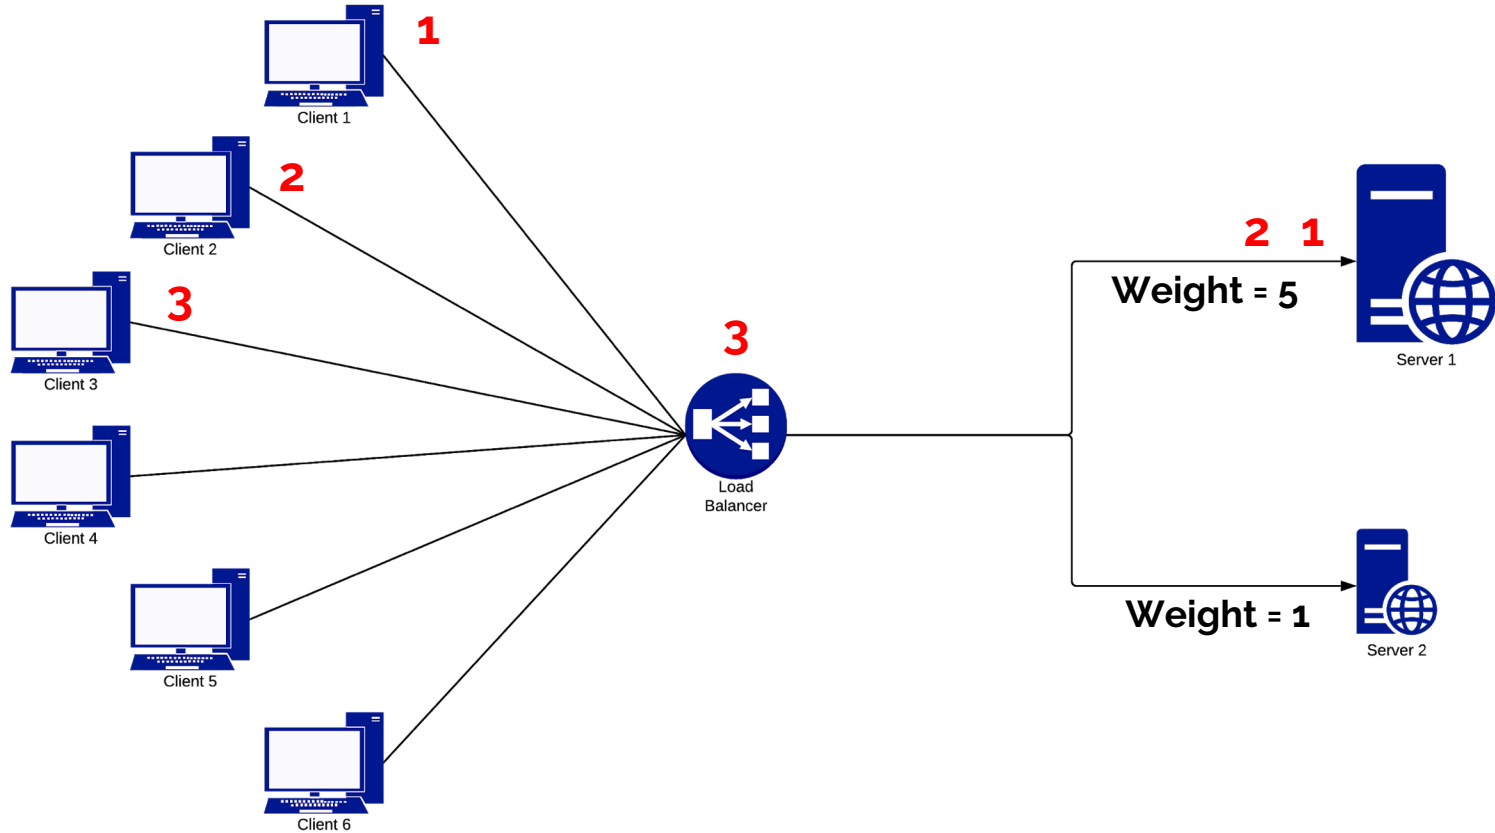 1
Client 1
2
Client 2
3
Client 3
Client 4
Client 5
Client 6
3
Load
Balancer
2 1
Weight = 5
Server 1
Weight = 1
Server 2